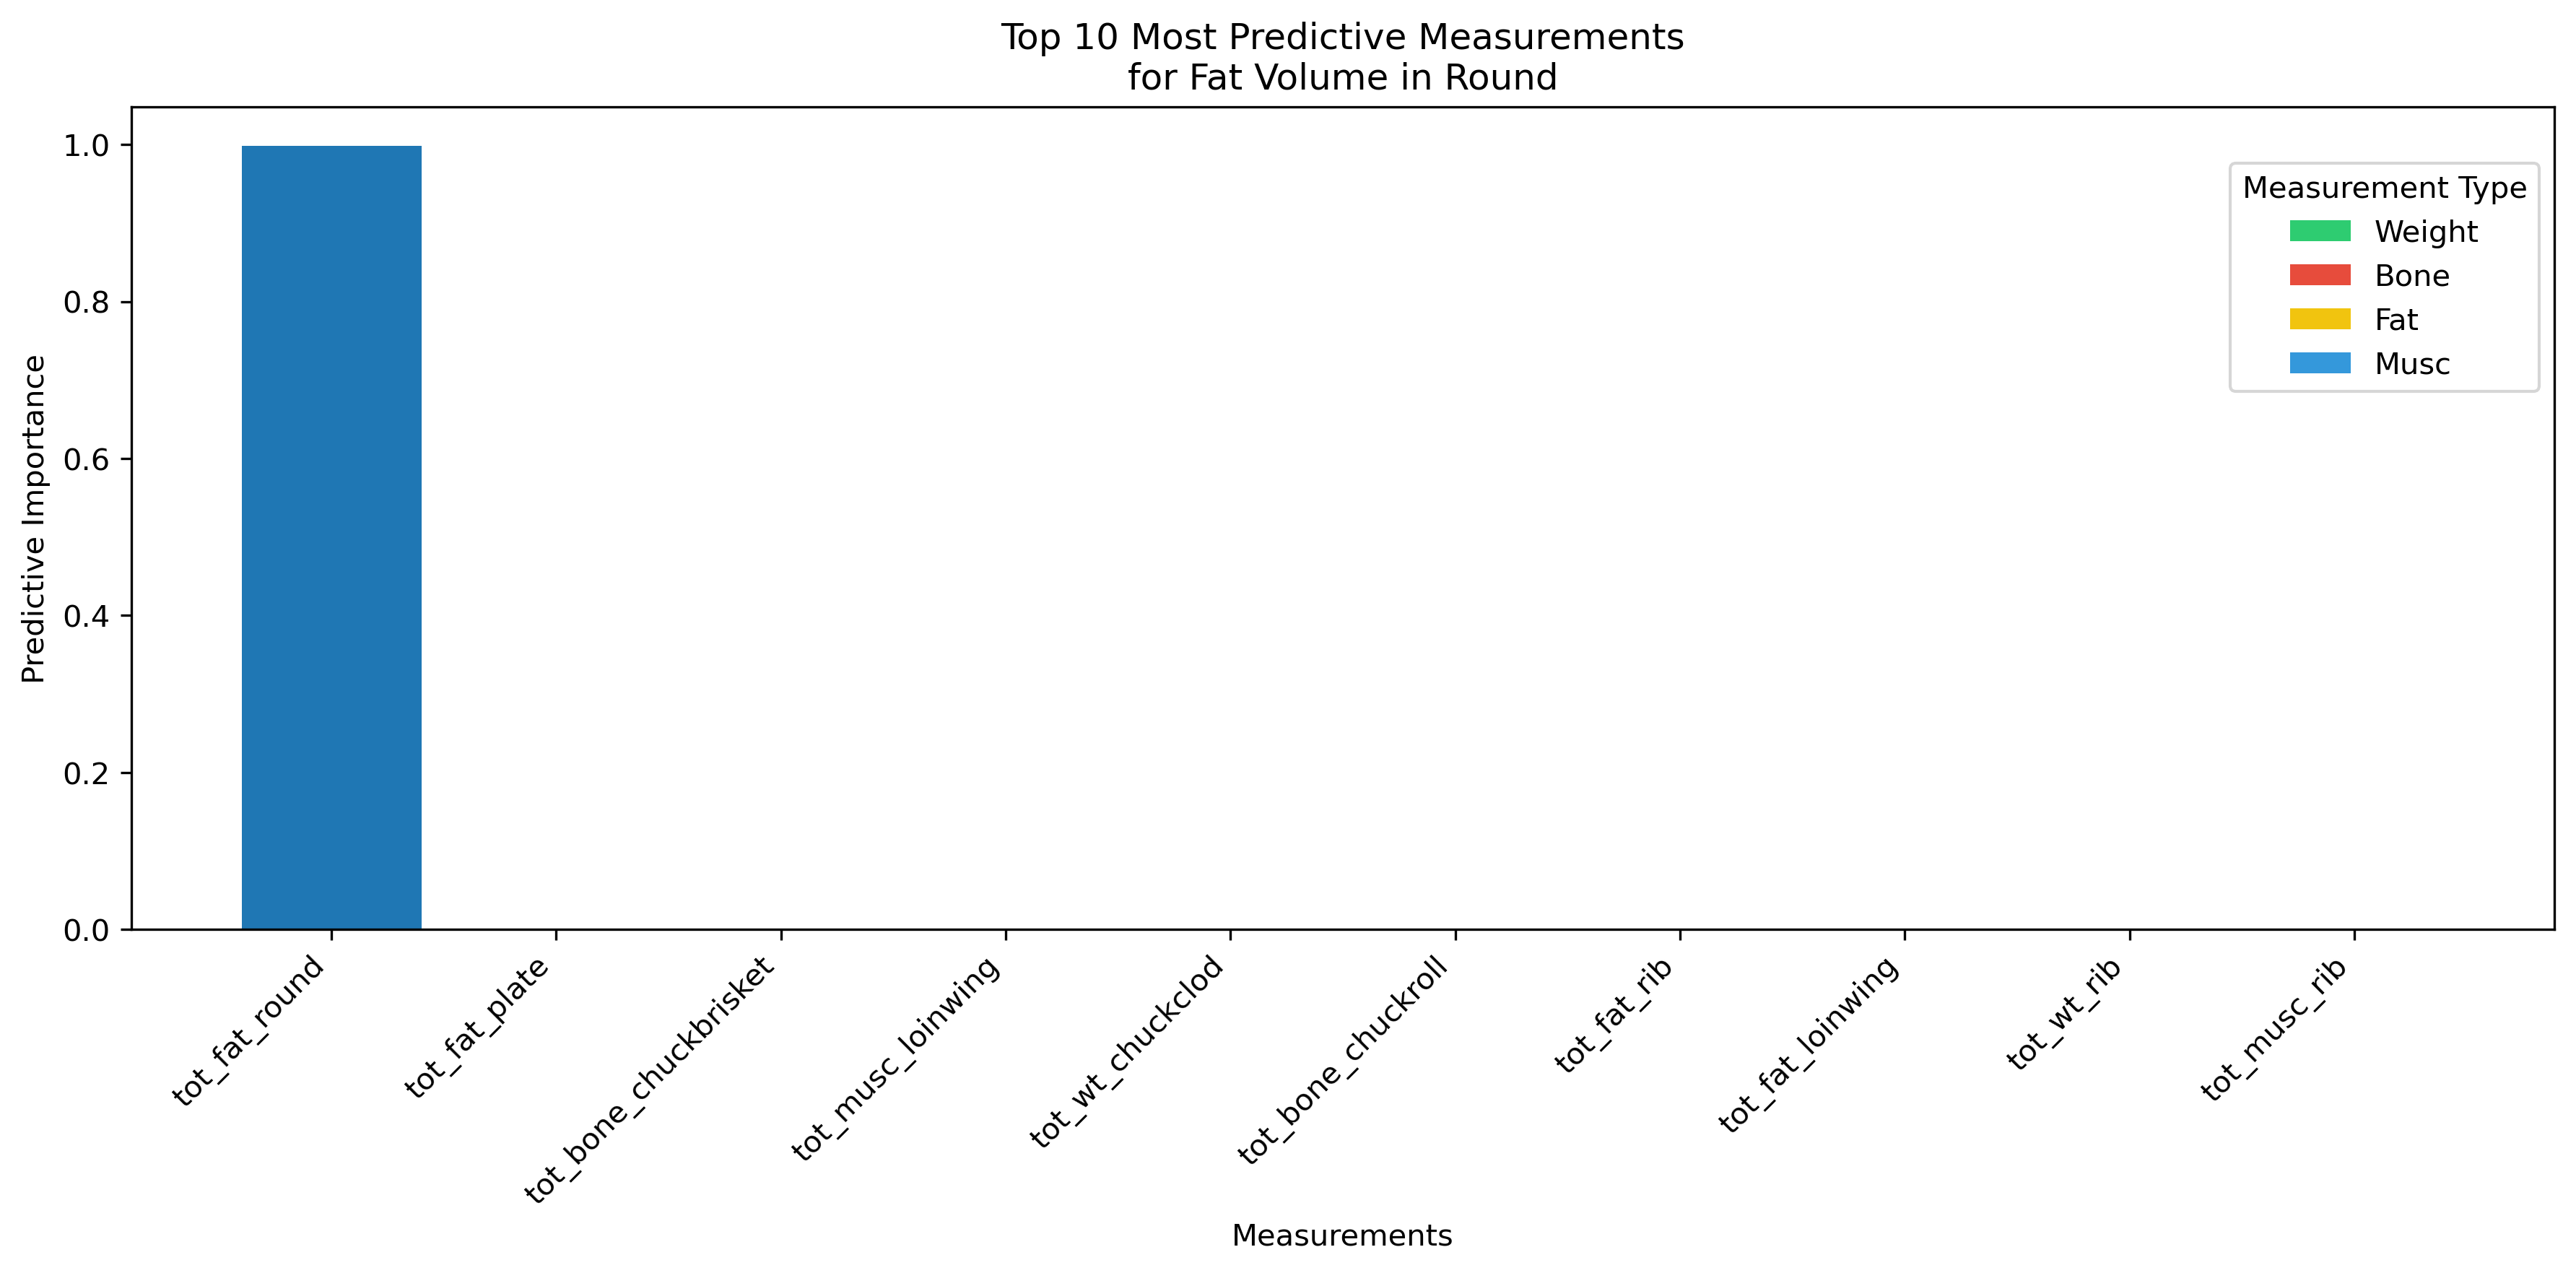 Top 10 Most Predictive Measurements
for Fat Volume in Round
Predictive Importance
1.0
0.8
0.6
0.4
0.2
0.0
Measurement Type
Weight
Bone
Fat
Musc
tot_fat_round
tot_fat_plate
tot_bone_chuckbrisket
tot_musc_loinwing
tot_wt_chuckclod
tot_bone_chuckroll
tot_fat_rib
tot_fat_loinwing
tot_wt_rib
tot_musc_rib
Measurements